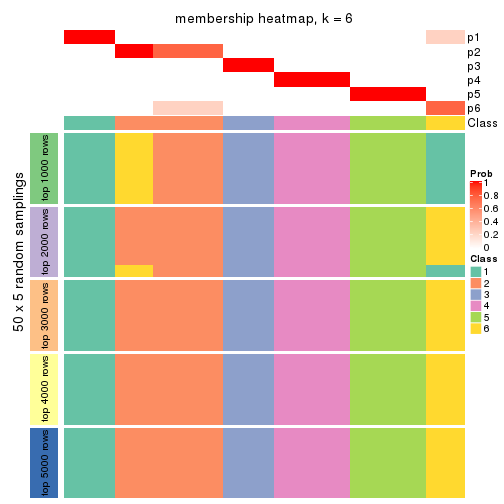 membership heatmap, k = 6
p1
p2
p3
p4
p5
p6
Class
50 x 5 random samplings
top 1000 rows
top 2000 rows
top 3000 rows
top 4000 rows
top 5000 rows
Prob
1
0.8
0.6
0.4
0.2
0
Class
1
2
3
4
5
6